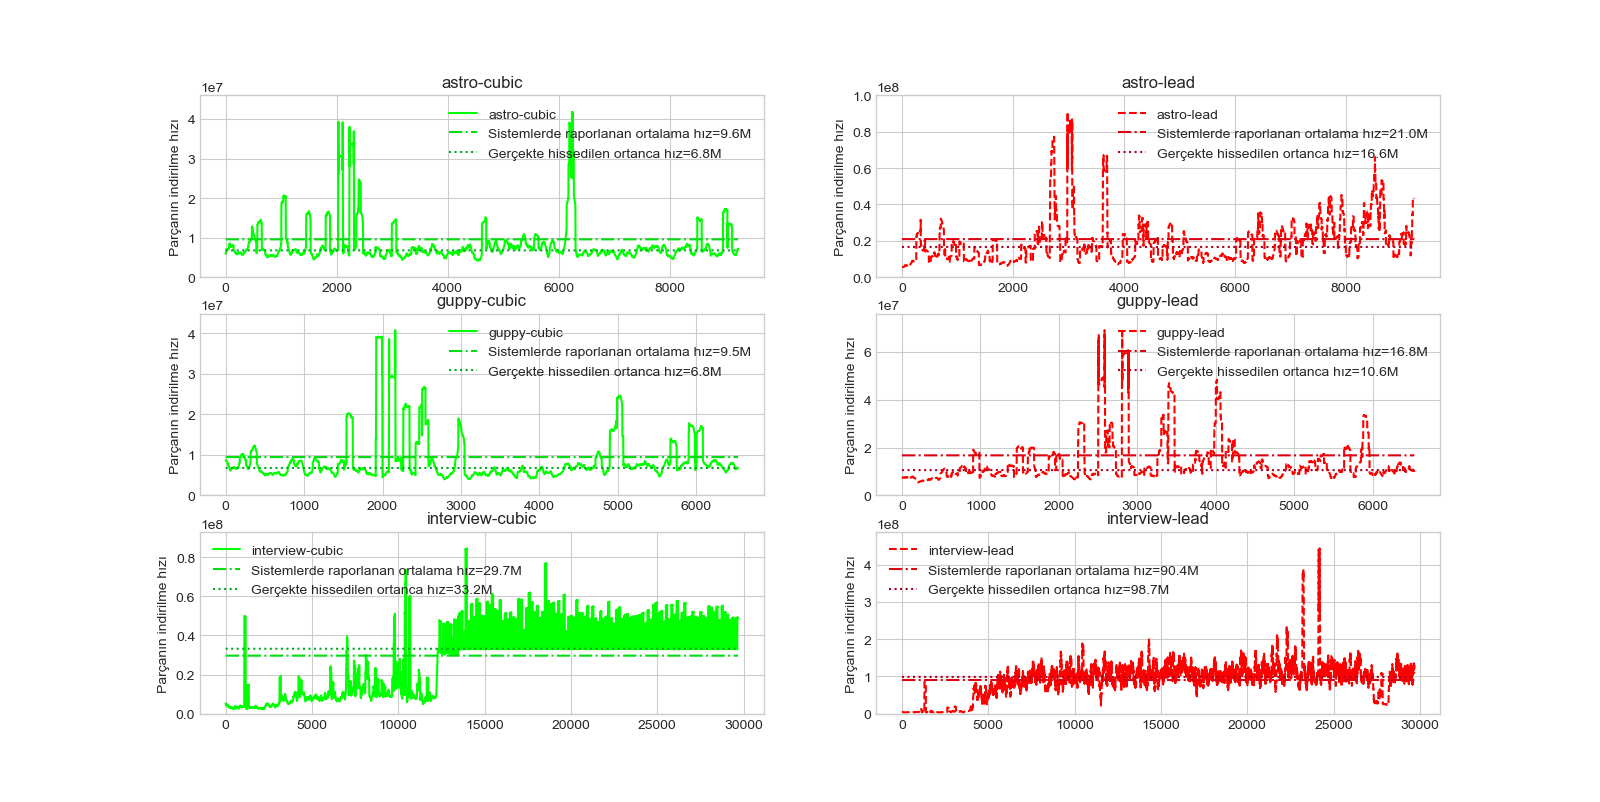 astro-cubic
1e7
Parçanın indirilme hızı
4
3
2
1
0
astro-cubic
Sistemlerde raporlanan ortalama hız=9.6M
Gerçekte hissedilen ortanca hız=6.8M
0 2000 4000 6000 8000
astro-lead
1e8
Parçanın indirilme hızı
1.0
0.8
0.6
0.4
0.2
0.0
astro-lead
Sistemlerde raporlanan ortalama hız=21.0M
Gerçekte hissedilen ortanca hız=16.6M
0 2000 4000 6000 8000
guppy-cubic
1e7
Parçanın indirilme hızı
4
3
2
1
0
guppy-cubic
Sistemlerde raporlanan ortalama hız=9.5M
Gerçekte hissedilen ortanca hız=6.8M
0 1000 2000 3000 4000 5000 6000
guppy-lead
1e7
Parçanın indirilme hızı
6
4
2
0
guppy-lead
Sistemlerde raporlanan ortalama hız=16.8M
Gerçekte hissedilen ortanca hız=10.6M
0 1000 2000 3000 4000 5000 6000
interview-cubic
1e8
Parçanın indirilme hızı
0.8
0.6
0.4
0.2
0.0
interview-cubic
Sistemlerde raporlanan ortalama hız=29.7M
Gerçekte hissedilen ortanca hız=33.2M
0 5000 10000 15000 20000 25000 30000
interview-lead
1e8
Parçanın indirilme hızı
4
3
2
1
0
interview-lead
Sistemlerde raporlanan ortalama hız=90.4M
Gerçekte hissedilen ortanca hız=98.7M
0 5000 10000 15000 20000 25000 30000